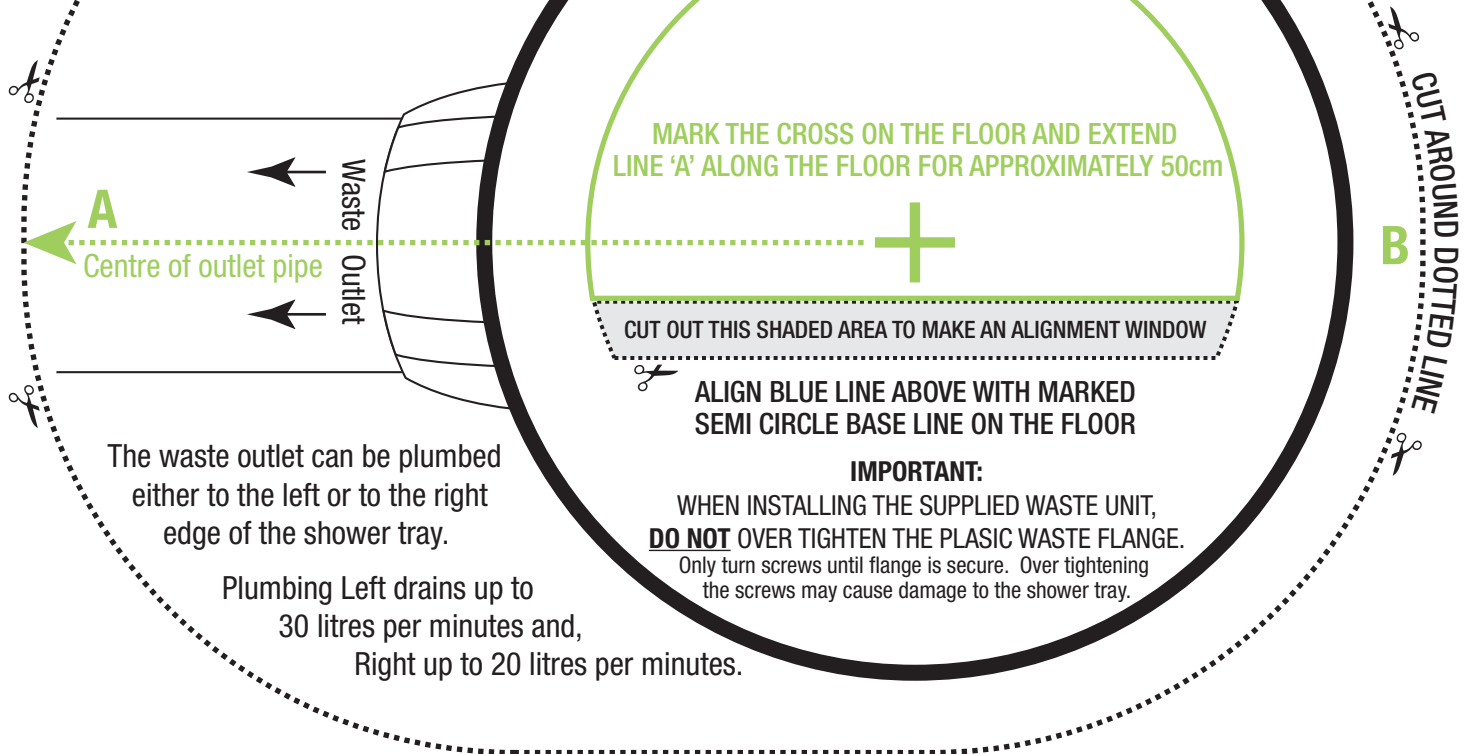 CUT AROUND DOTTED LINE
MARK THE CROSS ON THE FLOOR AND EXTEND
LINE ‘A’ ALONG THE FLOOR FOR APPROXIMATELY 50cm
A
Centre of outlet pipe
Waste Outlet
B
CUT OUT THIS SHADED AREA TO MAKE AN ALIGNMENT WINDOW
ALIGN BLUE LINE ABOVE WITH MARKED
SEMI CIRCLE BASE LINE ON THE FLOOR
IMPORTANT:
WHEN INSTALLING THE SUPPLIED WASTE UNIT,
DO NOT OVER TIGHTEN THE PLASIC WASTE FLANGE.
Only turn screws until flange is secure. Over tightening
the screws may cause damage to the shower tray.
The waste outlet can be plumbed
either to the left or to the right
edge of the shower tray.
Plumbing Left drains up to
30 litres per minutes and,
Right up to 20 litres per minutes.